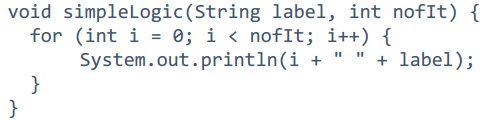 void simpleLogic(String label, int nofIt) {
  for (int i = 0; i < nofIt; i++) {
      System.out.println(i + " " + label);
  }
}